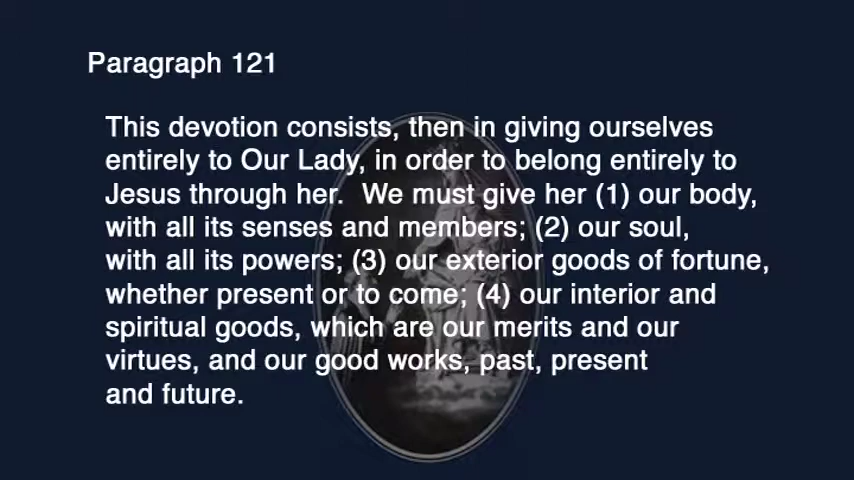 Paragraph 121
This devotion consists, then in giving ourselves
entirely to Our Lady, in order to belong entirely to
Jesus through her. We must give her (1) our body,
with all its senses and members; (2) our soul,
with all its powers; (3) our exterior goods of fortune,
whether present or to come; (4) our interior and
spiritual goods, which are our merits and our
virtues, and our good works, past, present
and future.